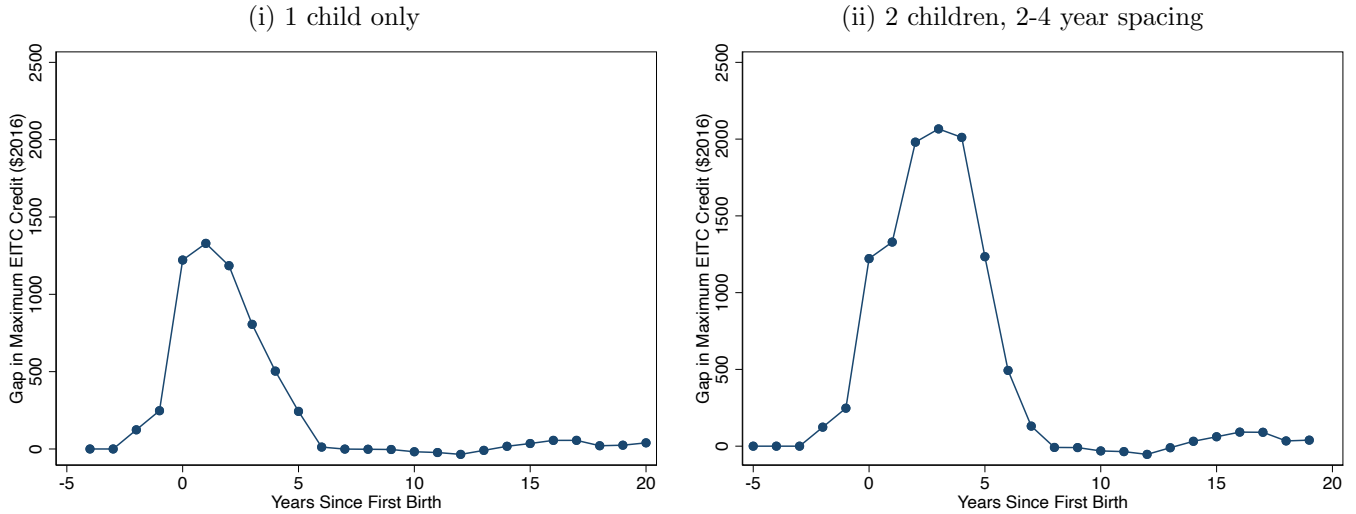 (i) 1 child only
Gap in Maximum EITC Credit ($2016)
2500
2000
1500
1000
500
0
-5 0 5 10 15 20
Years Since First Birth
(ii) 2 children, 2-4 year spacing
Gap in Maximum EITC Credit ($2016)
2500
2000
1500
1000
500
0
-5 0 5 10 15 20
Years Since First Birth